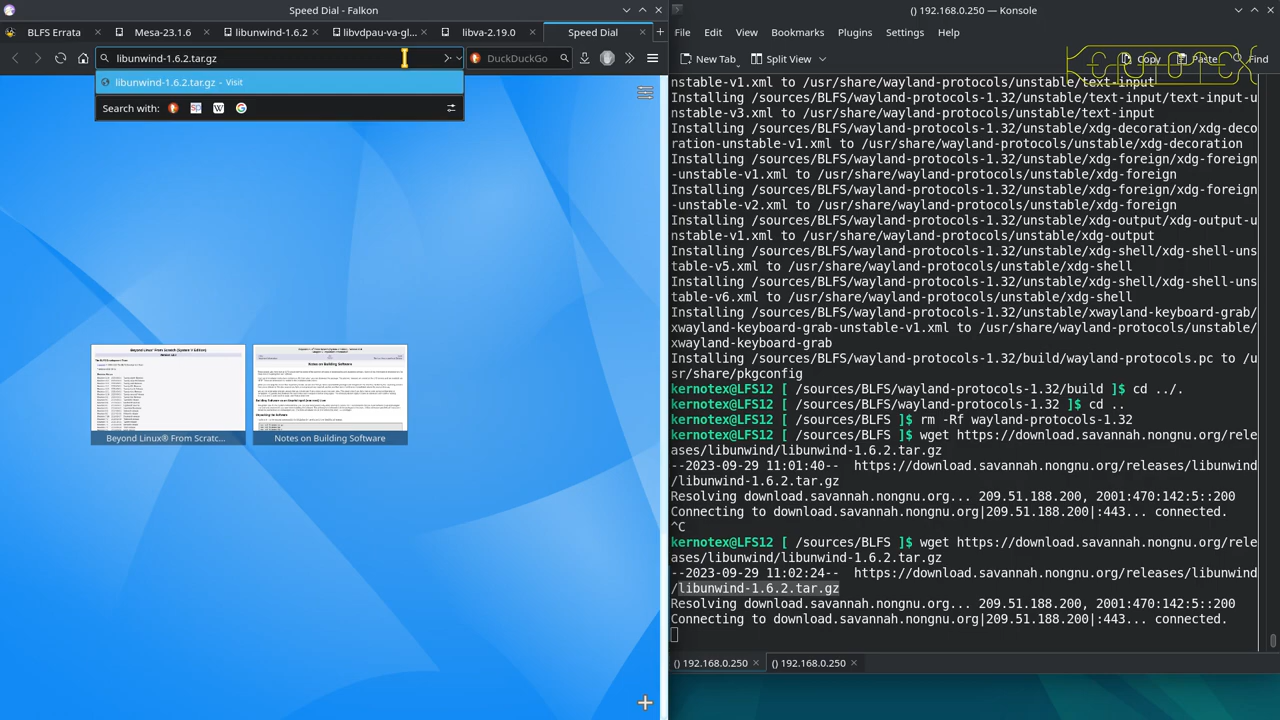 Speed Dial - Falkon
BLFS Errata
Mesa-23.1.6
libunwind-1.6.2
libvdpau-va-gl...
libva-2.19.0
Speed Dial
libunwind-1.6.2.tar.gz
DuckDuckGo
libunwind-1.6.2.tar.gz - Visit
Search with:
Beyond Linux® From Scratc...
Notes on Building Software
() 192.168.0.250 — Konsole
File Edit View Bookmarks Plugins Settings Help
New Tab Split View Copy Paste Find
KERNOTEX
nstable-v1.xml to /usr/share/wayland-protocols/unstable/text-input
Installing /sources/BLFS/wayland-protocols-1.32/unstable/text-input/text-input-u
nstable-v3.xml to /usr/share/wayland-protocols/unstable/text-input
Installing /sources/BLFS/wayland-protocols-1.32/unstable/xdg-decoration/xdg-deco
ration-unstable-v1.xml to /usr/share/wayland-protocols/unstable/xdg-decoration
Installing /sources/BLFS/wayland-protocols-1.32/unstable/xdg-foreign/xdg-foreign
-unstable-v1.xml to /usr/share/wayland-protocols/unstable/xdg-foreign
Installing /sources/BLFS/wayland-protocols-1.32/unstable/xdg-foreign/xdg-foreign
-unstable-v2.xml to /usr/share/wayland-protocols/unstable/xdg-foreign
Installing /sources/BLFS/wayland-protocols-1.32/unstable/xdg-output/xdg-output-u
nstable-v1.xml to /usr/share/wayland-protocols/unstable/xdg-output
Installing /sources/BLFS/wayland-protocols-1.32/unstable/xdg-shell/xdg-shell-uns
table-v5.xml to /usr/share/wayland-protocols/unstable/xdg-shell
Installing /sources/BLFS/wayland-protocols-1.32/unstable/xdg-shell/xdg-shell-uns
table-v6.xml to /usr/share/wayland-protocols/unstable/xdg-shell
Installing /sources/BLFS/wayland-protocols-1.32/unstable/xwayland-keyboard-grab/
xwayland-keyboard-grab-unstable-v1.xml to /usr/share/wayland-protocols/unstable/
xwayland-keyboard-grab
Installing /sources/BLFS/wayland-protocols-1.32/build/wayland-protocols.pc to /u
sr/share/pkgconfig
kernotex@LFS12 [ /sources/BLFS/wayland-protocols-1.32/build ]$ cd ../.
kernotex@LFS12 [ /sources/BLFS/wayland-protocols-1.32 ]$ cd ..
kernotex@LFS12 [ /sources/BLFS ]$ rm -Rf wayland-protocols-1.32
kernotex@LFS12 [ /sources/BLFS ]$ wget https://download.savannah.nongnu.org/rele
ases/libunwind/libunwind-1.6.2.tar.gz
--2023-09-29 11:01:40-- https://download.savannah.nongnu.org/releases/libunwind
/libunwind-1.6.2.tar.gz
Resolving download.savannah.nongnu.org... 209.51.188.200, 2001:470:142:5::200
Connecting to download.savannah.nongnu.org|209.51.188.200|:443... connected.
^C
kernotex@LFS12 [ /sources/BLFS ]$ wget https://download.savannah.nongnu.org/rele
ases/libunwind/libunwind-1.6.2.tar.gz
--2023-09-29 11:02:24-- https://download.savannah.nongnu.org/releases/libunwind
/libunwind-1.6.2.tar.gz
Resolving download.savannah.nongnu.org... 209.51.188.200, 2001:470:142:5::200
Connecting to download.savannah.nongnu.org|209.51.188.200|:443... connected.
() 192.168.0.250
() 192.168.0.250